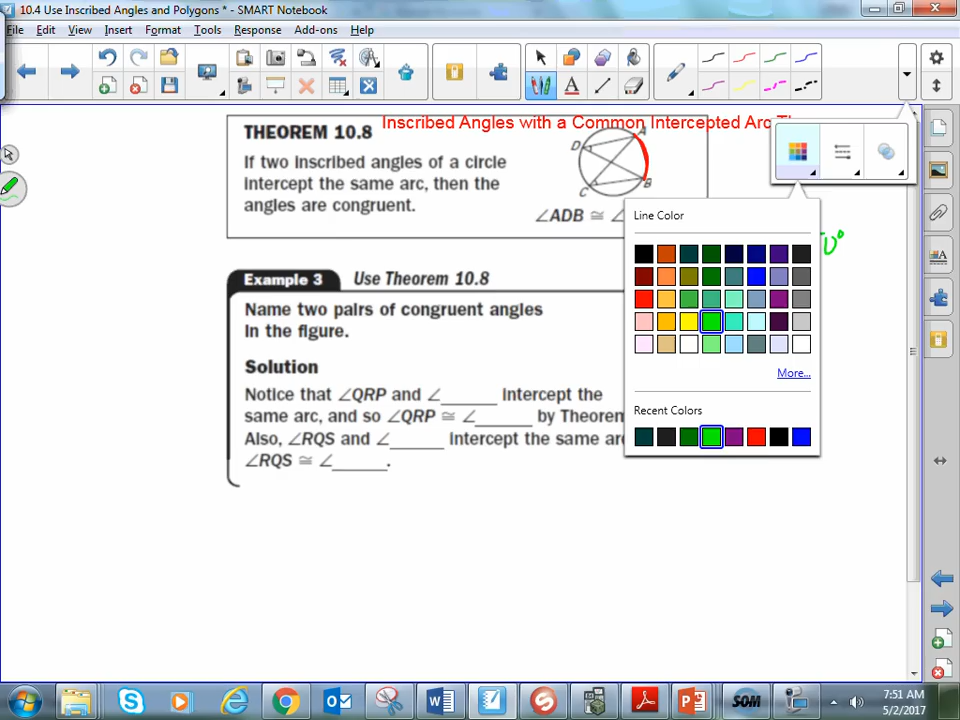 10.4 Use Inscribed Angles and Polygons * - SMART Notebook
File Edit View Insert Format Tools Response Add-ons Help
THEOREM 10.8 Inscribed Angles with a Common Intercepted Arc
If two inscribed angles of a circle
intercept the same arc, then the
angles are congruent.
D A
C B
∠ADB ≅ ∠
Line Color
More...
Recent Colors
0°
Example 3 Use Theorem 10.8
Name two pairs of congruent angles
in the figure.
Solution
Notice that ∠QRP and ∠______ intercept the
same arc, and so ∠QRP ≅ ∠______ by Theorem
Also, ∠RQS and ∠______ intercept the same arc
∠RQS ≅ ∠______.
7:51 AM
5/2/2017